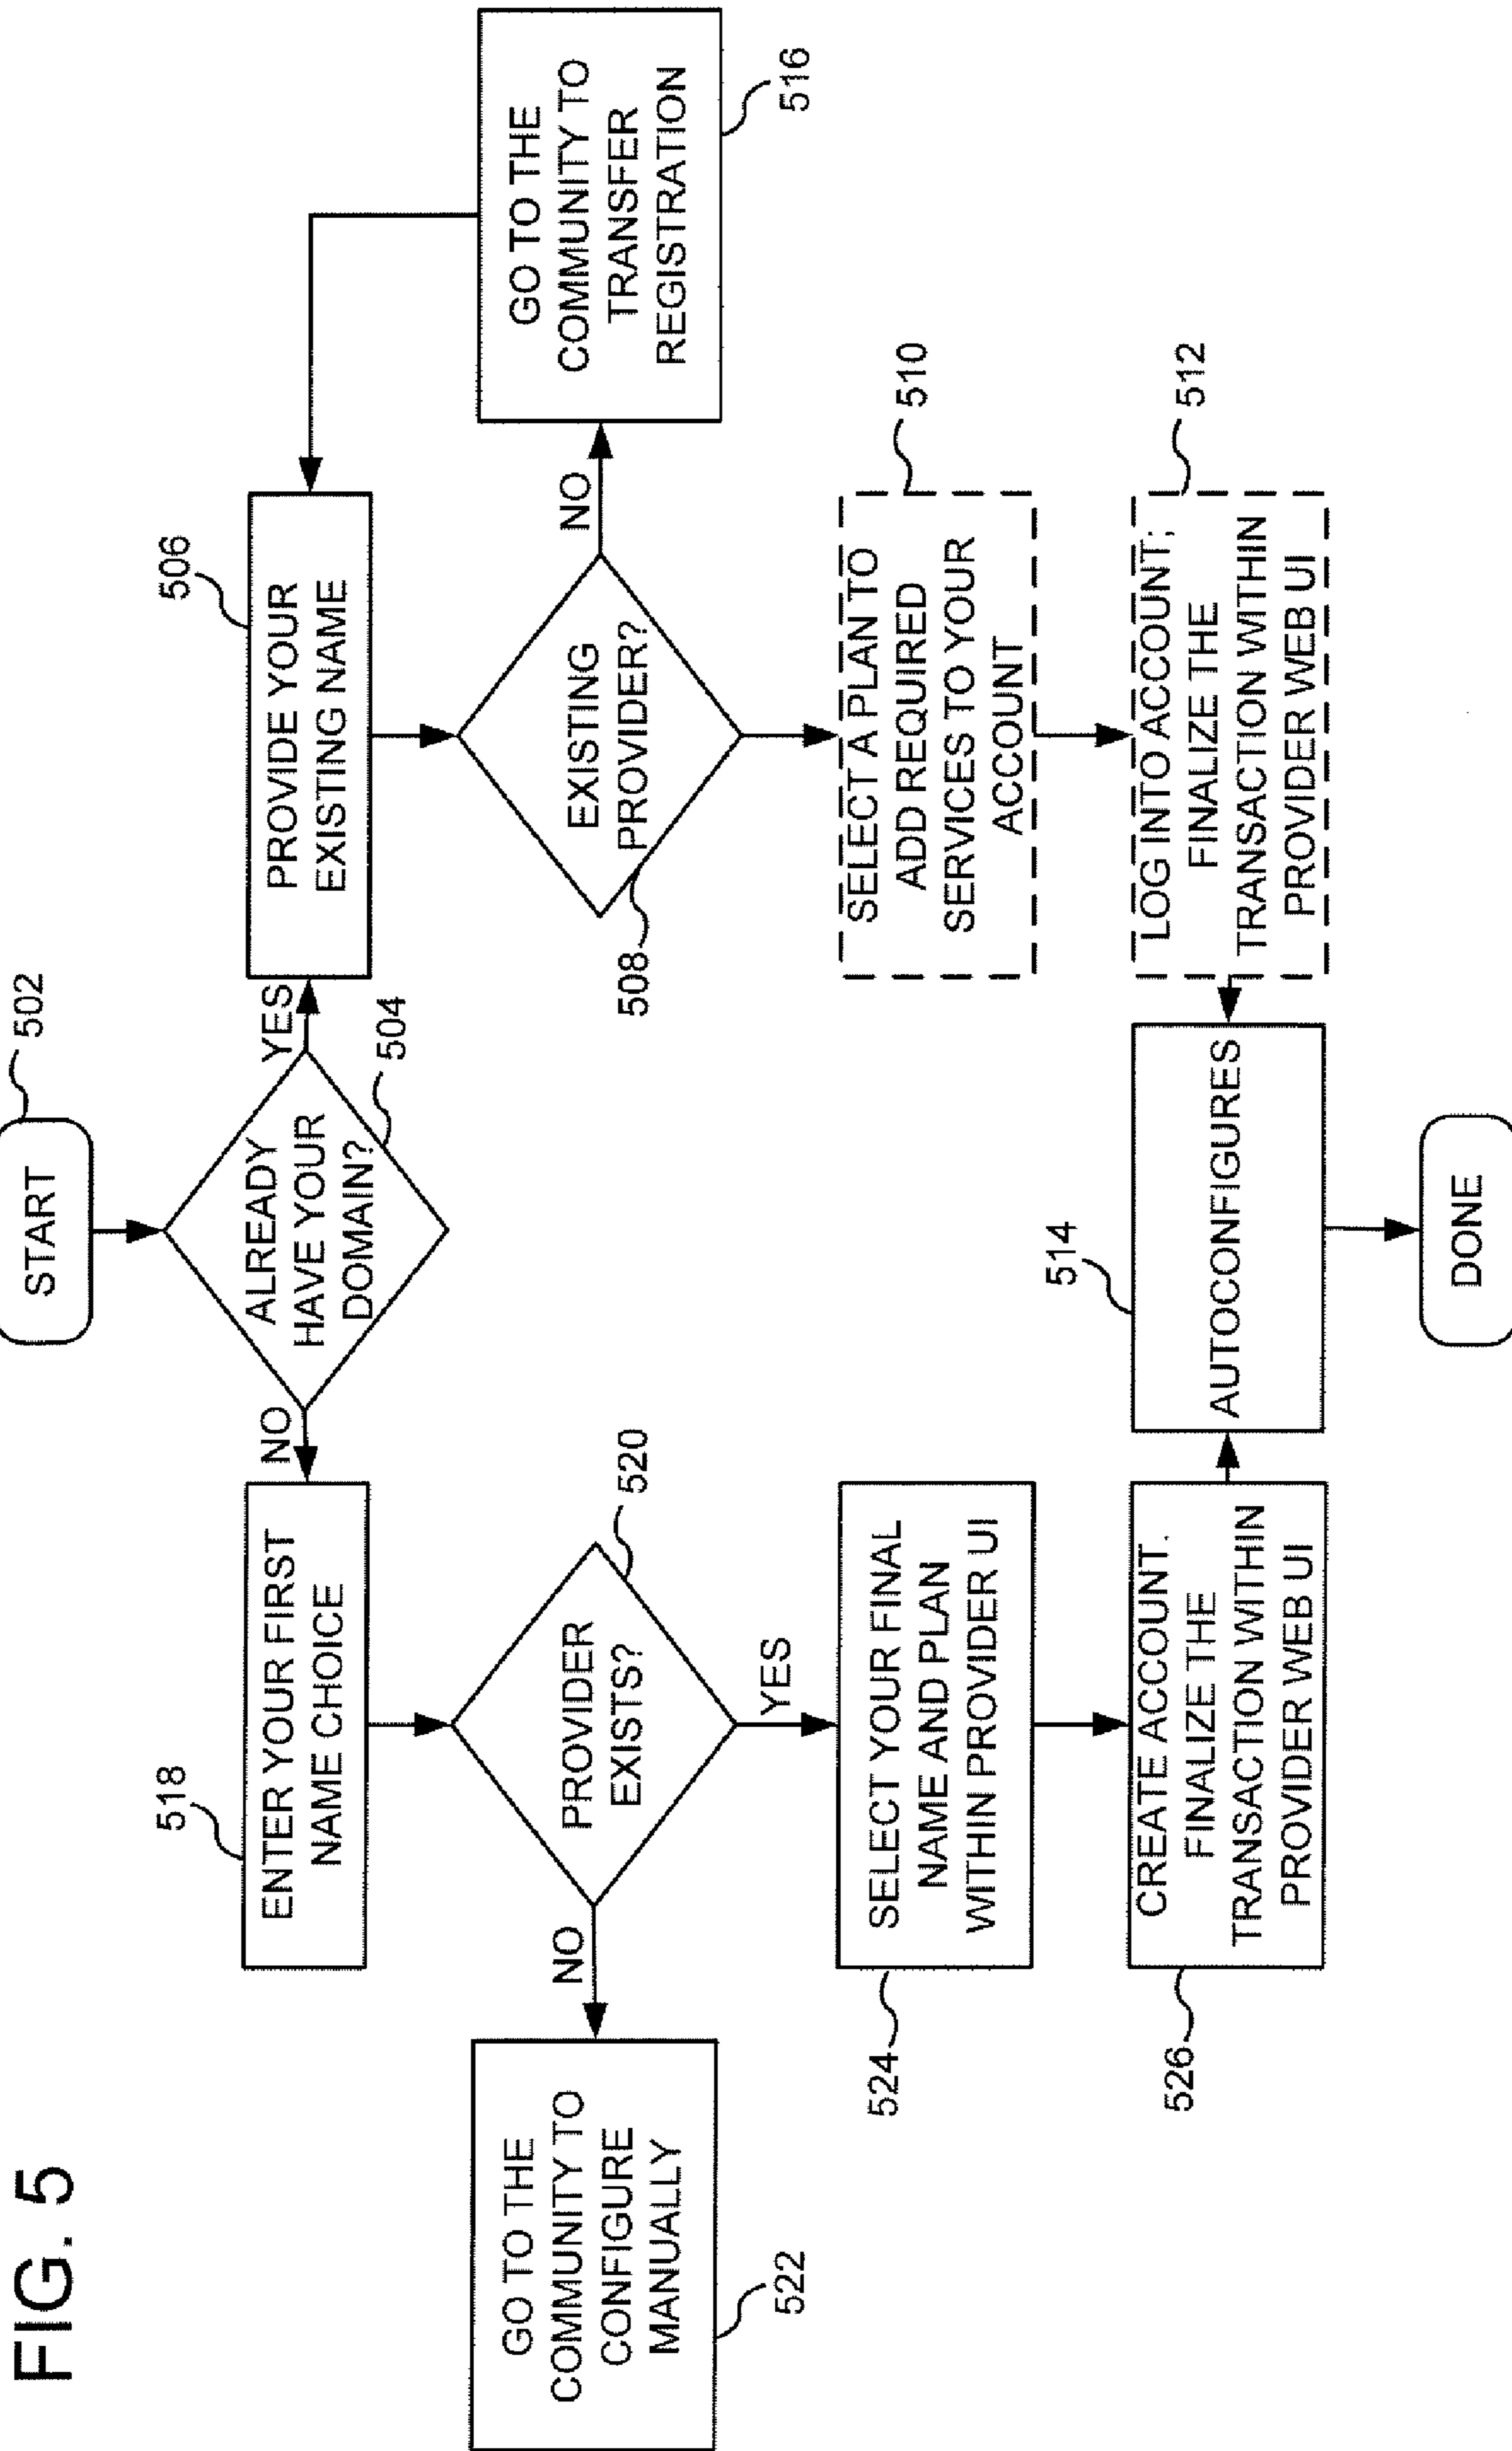 FIG. 5
START
502
ALREADY
HAVE YOUR
DOMAIN?
504
NO
YES
518
ENTER YOUR FIRST
NAME CHOICE
506
PROVIDE YOUR
EXISTING NAME
PROVIDER
EXISTS?
520
NO
YES
EXISTING
PROVIDER?
508
NO
GO TO THE
COMMUNITY TO
TRANSFER
REGISTRATION
516
GO TO THE
COMMUNITY TO
CONFIGURE
MANUALLY
522
SELECT YOUR FINAL
NAME AND PLAN
WITHIN PROVIDER UI
524
SELECT A PLAN TO
ADD REQUIRED
SERVICES TO YOUR
ACCOUNT
510
CREATE ACCOUNT.
FINALIZE THE
TRANSACTION WITHIN
PROVIDER WEB UI
526
514
AUTOCONFIGURES
LOG INTO ACCOUNT;
FINALIZE THE
TRANSACTION WITHIN
PROVIDER WEB UI
512
DONE